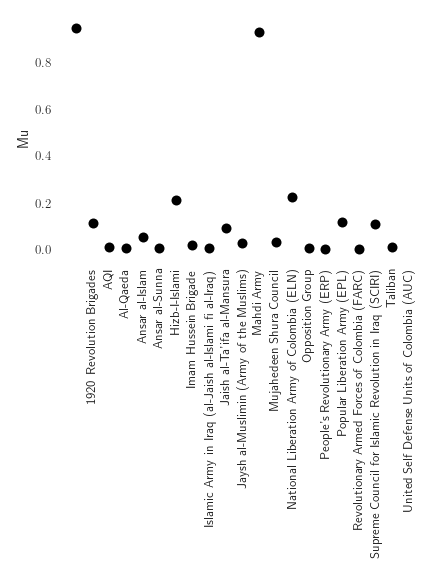 0.8
0.6
0.4
0.2
0.0
Mu
1920 Revolution Brigades
AQI
Al-Qaeda
Ansar al-Islam
Ansar al-Sunna
Hizb-I-Islami
Imam Hussein Brigade
Islamic Army in Iraq (al-Jaish al-Islami fi al-Iraq)
Jaish al-Ta'ifa al-Mansura
Jaysh al-Muslimin (Army of the Muslims)
Mahdi Army
Mujahedeen Shura Council
National Liberation Army of Colombia (ELN)
Opposition Group
People's Revolutionary Army (ERP)
Popular Liberation Army (EPL)
Revolutionary Armed Forces of Colombia (FARC)
Supreme Council for Islamic Revolution in Iraq (SCIRI)
Taliban
United Self Defense Units of Colombia (AUC)